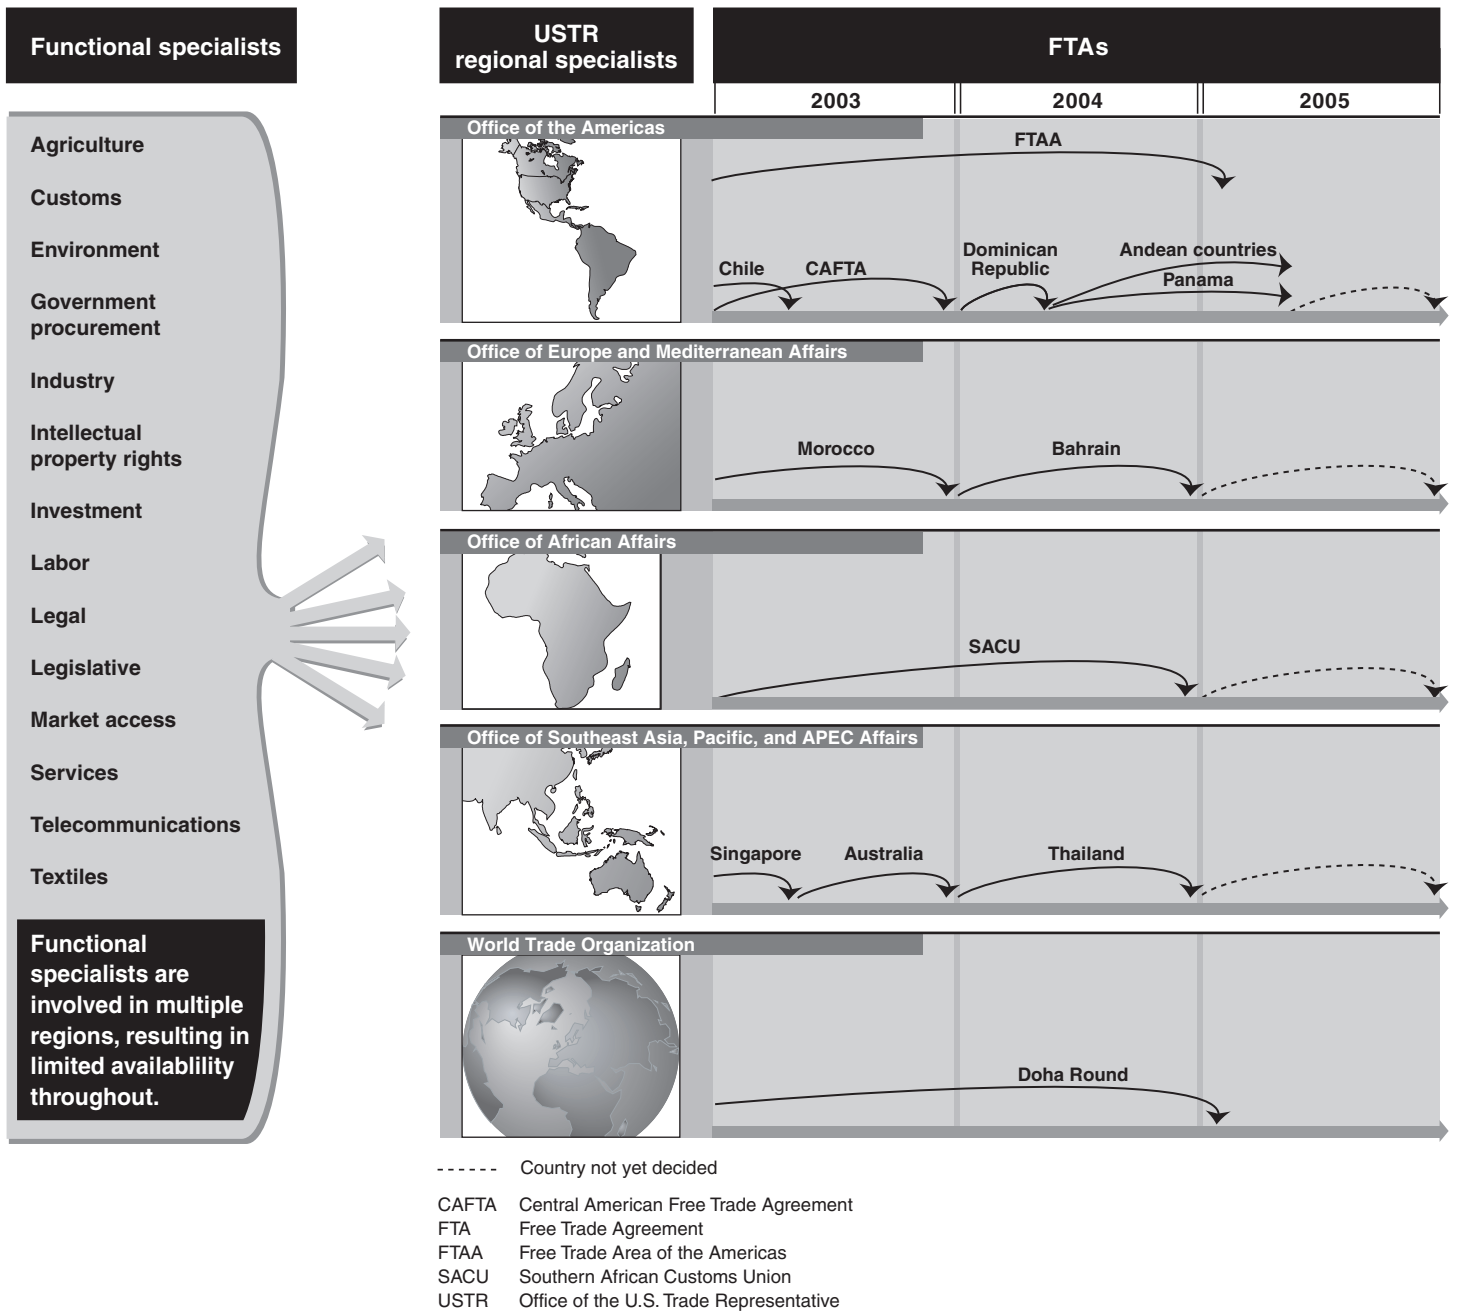 Functional specialists
Agriculture
Customs
Environment
Government
procurement
Industry
Intellectual
property rights
Investment
Labor
Legal
Legislative
Market access
Services
Telecommunications
Textiles
Functional
specialists are
involved in multiple
regions, resulting in
limited availablility
throughout.
USTR
regional specialists
FTAs
2003
2004
2005
Office of the Americas
FTAA
Chile
CAFTA
Dominican
Republic
Andean countries
Panama
Office of Europe and Mediterranean Affairs
Morocco
Bahrain
Office of African Affairs
SACU
Office of Southeast Asia, Pacific, and APEC Affairs
Singapore
Australia
Thailand
World Trade Organization
Doha Round
Country not yet decided
CAFTA Central American Free Trade Agreement
FTA Free Trade Agreement
FTAA Free Trade Area of the Americas
SACU Southern African Customs Union
USTR Office of the U.S. Trade Representative